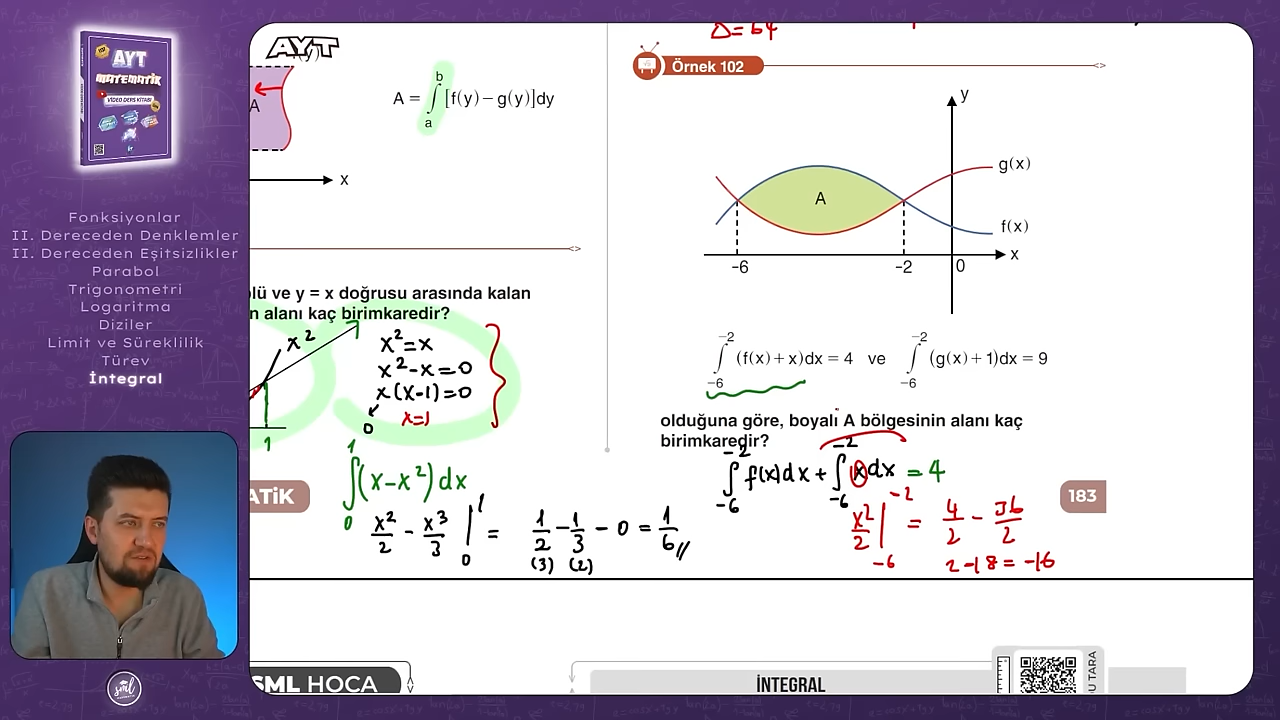 AYT
MATEMATİK
VİDEO DERS KİTABI
Fonksiyonlar
II. Dereceden Denklemler
II. Dereceden Eşitsizlikler
Parabol
Trigonometri
Logaritma
Diziler
Limit ve Süreklilik
Türev
İntegral
sml
AYT
A
A = ∫ₐᵇ [f(y) – g(y)]dy
x
lü ve y = x doğrusu arasında kalan
n alanı kaç birimkaredir?
x²
1
x² = x
x² - x = 0
x(x-1) = 0
0 x=1
∫₀¹ (x - x²) dx
x²/2 - x³/3 |₀¹ = 1/2 - 1/3 - 0 = 1/6 //
(3) (2)
ATİK
SML HOCA
Δ = 64
Örnek 102
y
g(x)
A
f(x)
x
-6 -2 0
∫₋₆⁻² (f(x) + x)dx = 4 ve ∫₋₆⁻² (g(x) + 1)dx = 9
olduğuna göre, boyalı A bölgesinin alanı kaç
birimkaredir?
∫₋₆⁻² f(x)dx + ∫₋₆⁻² x dx = 4
x²/2 |₋₆⁻² = 4/2 - 36/2
2 - 18 = -16
183
İNTEGRAL
U TARA